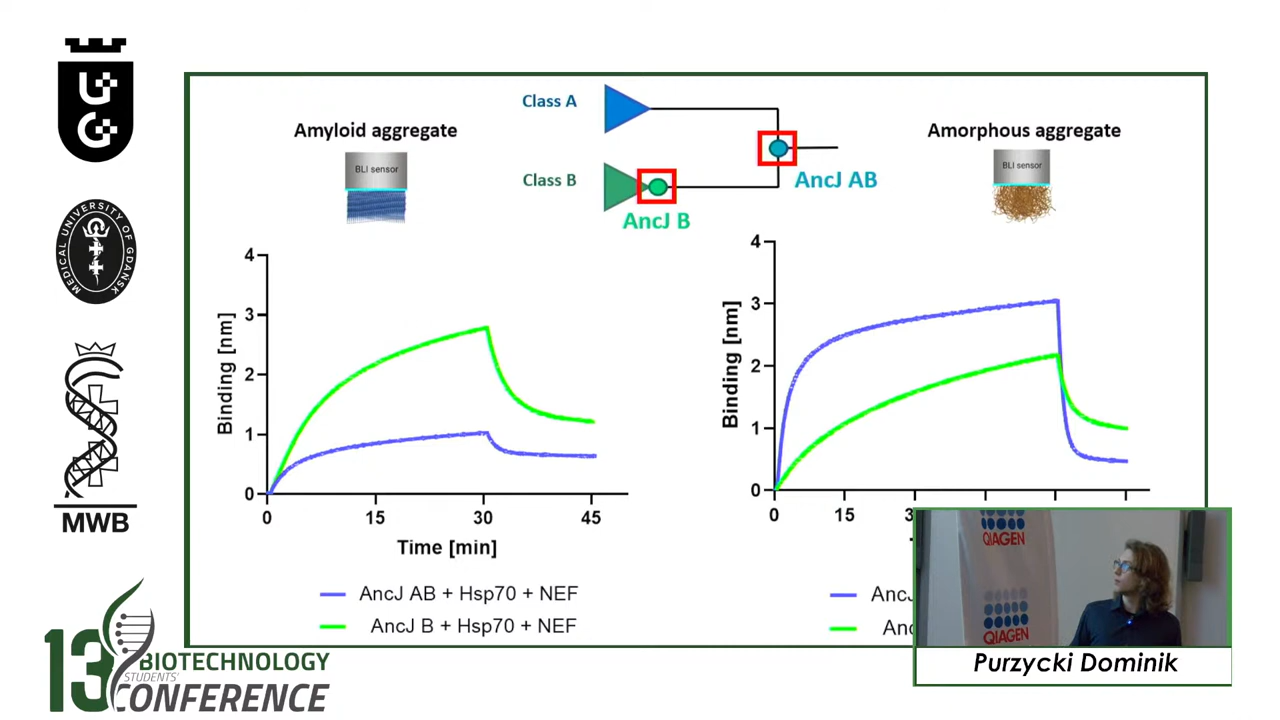 UG
MEDICAL UNIVERSITY OF GDAŃSK
MWB
13
BIOTECHNOLOGY
STUDENTS'
CONFERENCE
Class A
Class B
AncJ AB
AncJ B
Amyloid aggregate
BLI sensor
Amorphous aggregate
BLI sensor
4
3
2
1
0
Binding [nm]
0 15 30 45
Time [min]
AncJ AB + Hsp70 + NEF
AncJ B + Hsp70 + NEF
4
3
2
1
0
Binding [nm]
0 15
QIAGEN
QIAGEN
Purzycki Dominik